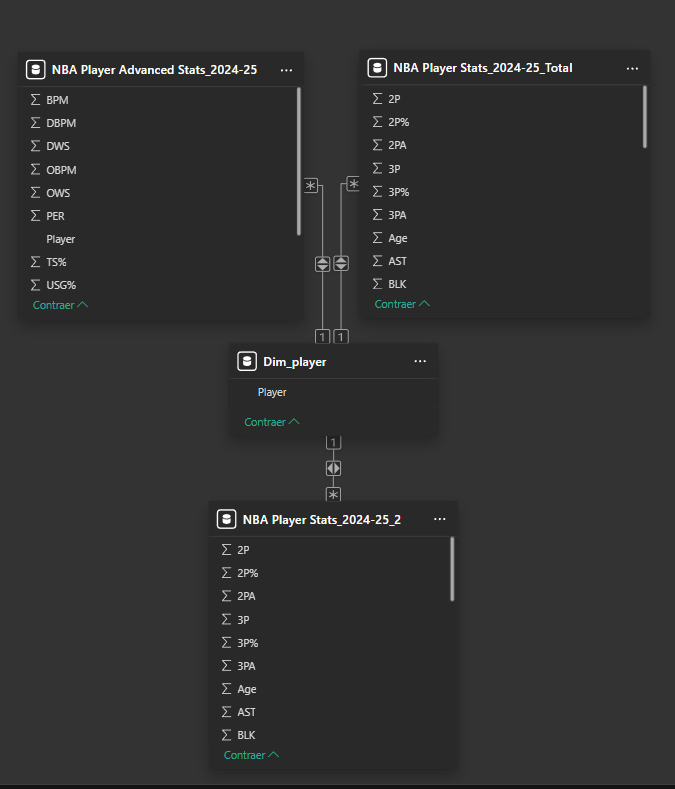 NBA Player Advanced Stats_2024-25 ...
BPM
DBPM
DWS
OBPM
OWS
PER
Player
TS%
USG%
Contraer
NBA Player Stats_2024-25_Total ...
2P
2P%
2PA
3P
3P%
3PA
Age
AST
BLK
Contraer
*
*
1
1
Dim_player ...
Player
Contraer
1
*
NBA Player Stats_2024-25_2 ...
2P
2P%
2PA
3P
3P%
3PA
Age
AST
BLK
Contraer